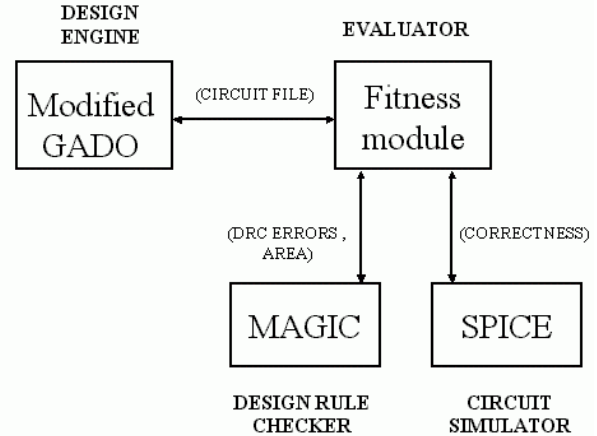 DESIGN
ENGINE
EVALUATOR
Modified
GADO
(CIRCUIT FILE)
Fitness
module
(DRC ERRORS ,
AREA)
(CORRECTNESS)
MAGIC
SPICE
DESIGN RULE
CHECKER
CIRCUIT
SIMULATOR